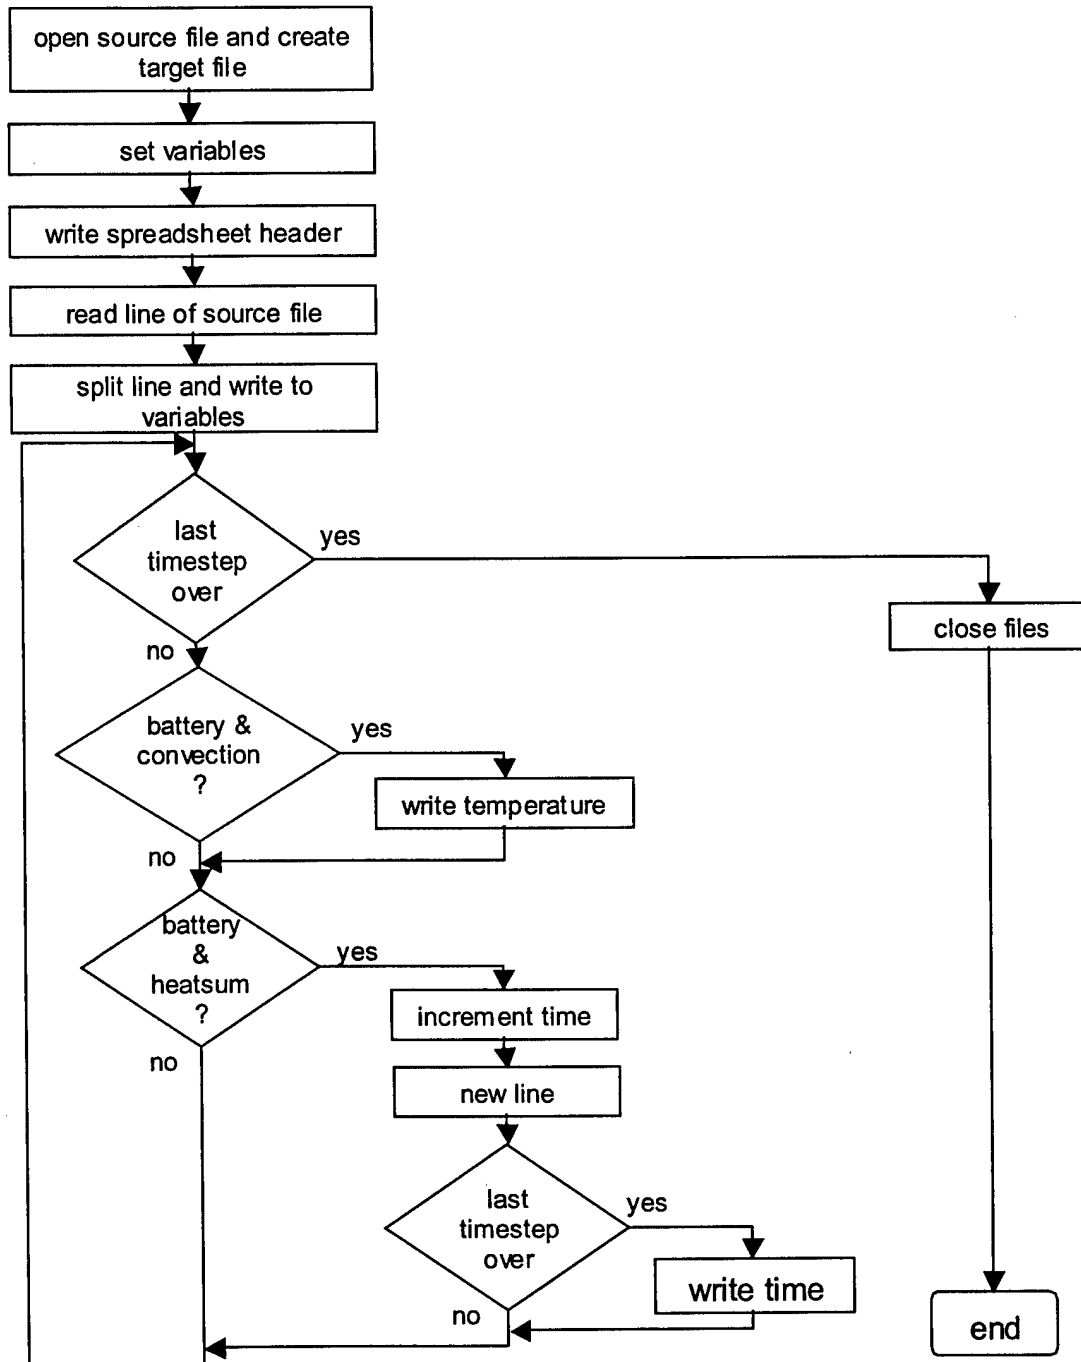 open source file and create
target file
set variables
write spreadsheet header
read line of source file
split line and write to
variables
last
timestep
over
yes
close files
no
battery &
convection
?
yes
write temperature
no
battery
&
heatsum
?
yes
increment time
no
new line
last
timestep
over
yes
write time
no
end